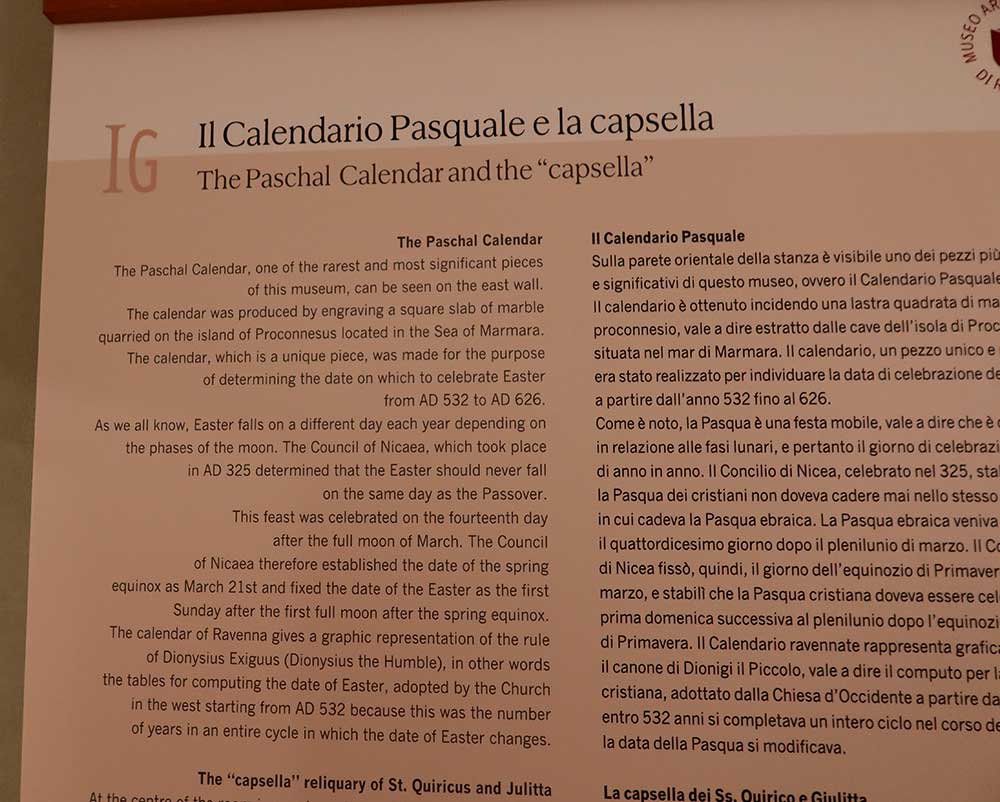 MUSEO
DI
IG
Il Calendario Pasquale e la capsella
The Paschal Calendar and the “capsella”
The Paschal Calendar
The Paschal Calendar, one of the rarest and most significant pieces
of this museum, can be seen on the east wall.
The calendar was produced by engraving a square slab of marble
quarried on the island of Proconnesus located in the Sea of Marmara.
The calendar, which is a unique piece, was made for the purpose
of determining the date on which to celebrate Easter
from AD 532 to AD 626.
As we all know, Easter falls on a different day each year depending on
the phases of the moon. The Council of Nicaea, which took place
in AD 325 determined that the Easter should never fall
on the same day as the Passover.
This feast was celebrated on the fourteenth day
after the full moon of March. The Council
of Nicaea therefore established the date of the spring
equinox as March 21st and fixed the date of the Easter as the first
Sunday after the first full moon after the spring equinox.
The calendar of Ravenna gives a graphic representation of the rule
of Dionysius Exiguus (Dionysius the Humble), in other words
the tables for computing the date of Easter, adopted by the Church
in the west starting from AD 532 because this was the number
of years in an entire cycle in which the date of Easter changes.
The “capsella” reliquary of St. Quiricus and Julitta
At the centre of the
Il Calendario Pasquale
Sulla parete orientale della stanza è visibile uno dei pezzi più
e significativi di questo museo, ovvero il Calendario Pasquale
Il calendario è ottenuto incidendo una lastra quadrata di ma
proconnesio, vale a dire estratto dalle cave dell’isola di Proc
situata nel mar di Marmara. Il calendario, un pezzo unico e
era stato realizzato per individuare la data di celebrazione de
a partire dall’anno 532 fino al 626.
Come è noto, la Pasqua è una festa mobile, vale a dire che è
in relazione alle fasi lunari, e pertanto il giorno di celebrazi
di anno in anno. Il Concilio di Nicea, celebrato nel 325, sta
la Pasqua dei cristiani non doveva cadere mai nello stesso
in cui cadeva la Pasqua ebraica. La Pasqua ebraica veniva
il quattordicesimo giorno dopo il plenilunio di marzo. Il Co
di Nicea fissò, quindi, il giorno dell’equinozio di Primaver
marzo, e stabilì che la Pasqua cristiana doveva essere cel
prima domenica successiva al plenilunio dopo l’equinozi
di Primavera. Il Calendario ravennate rappresenta grafica
il canone di Dionigi il Piccolo, vale a dire il computo per l
cristiana, adottato dalla Chiesa d’Occidente a partire da
entro 532 anni si completava un intero ciclo nel corso de
la data della Pasqua si modificava.
La capsella dei Ss. Quirico e Giulitta